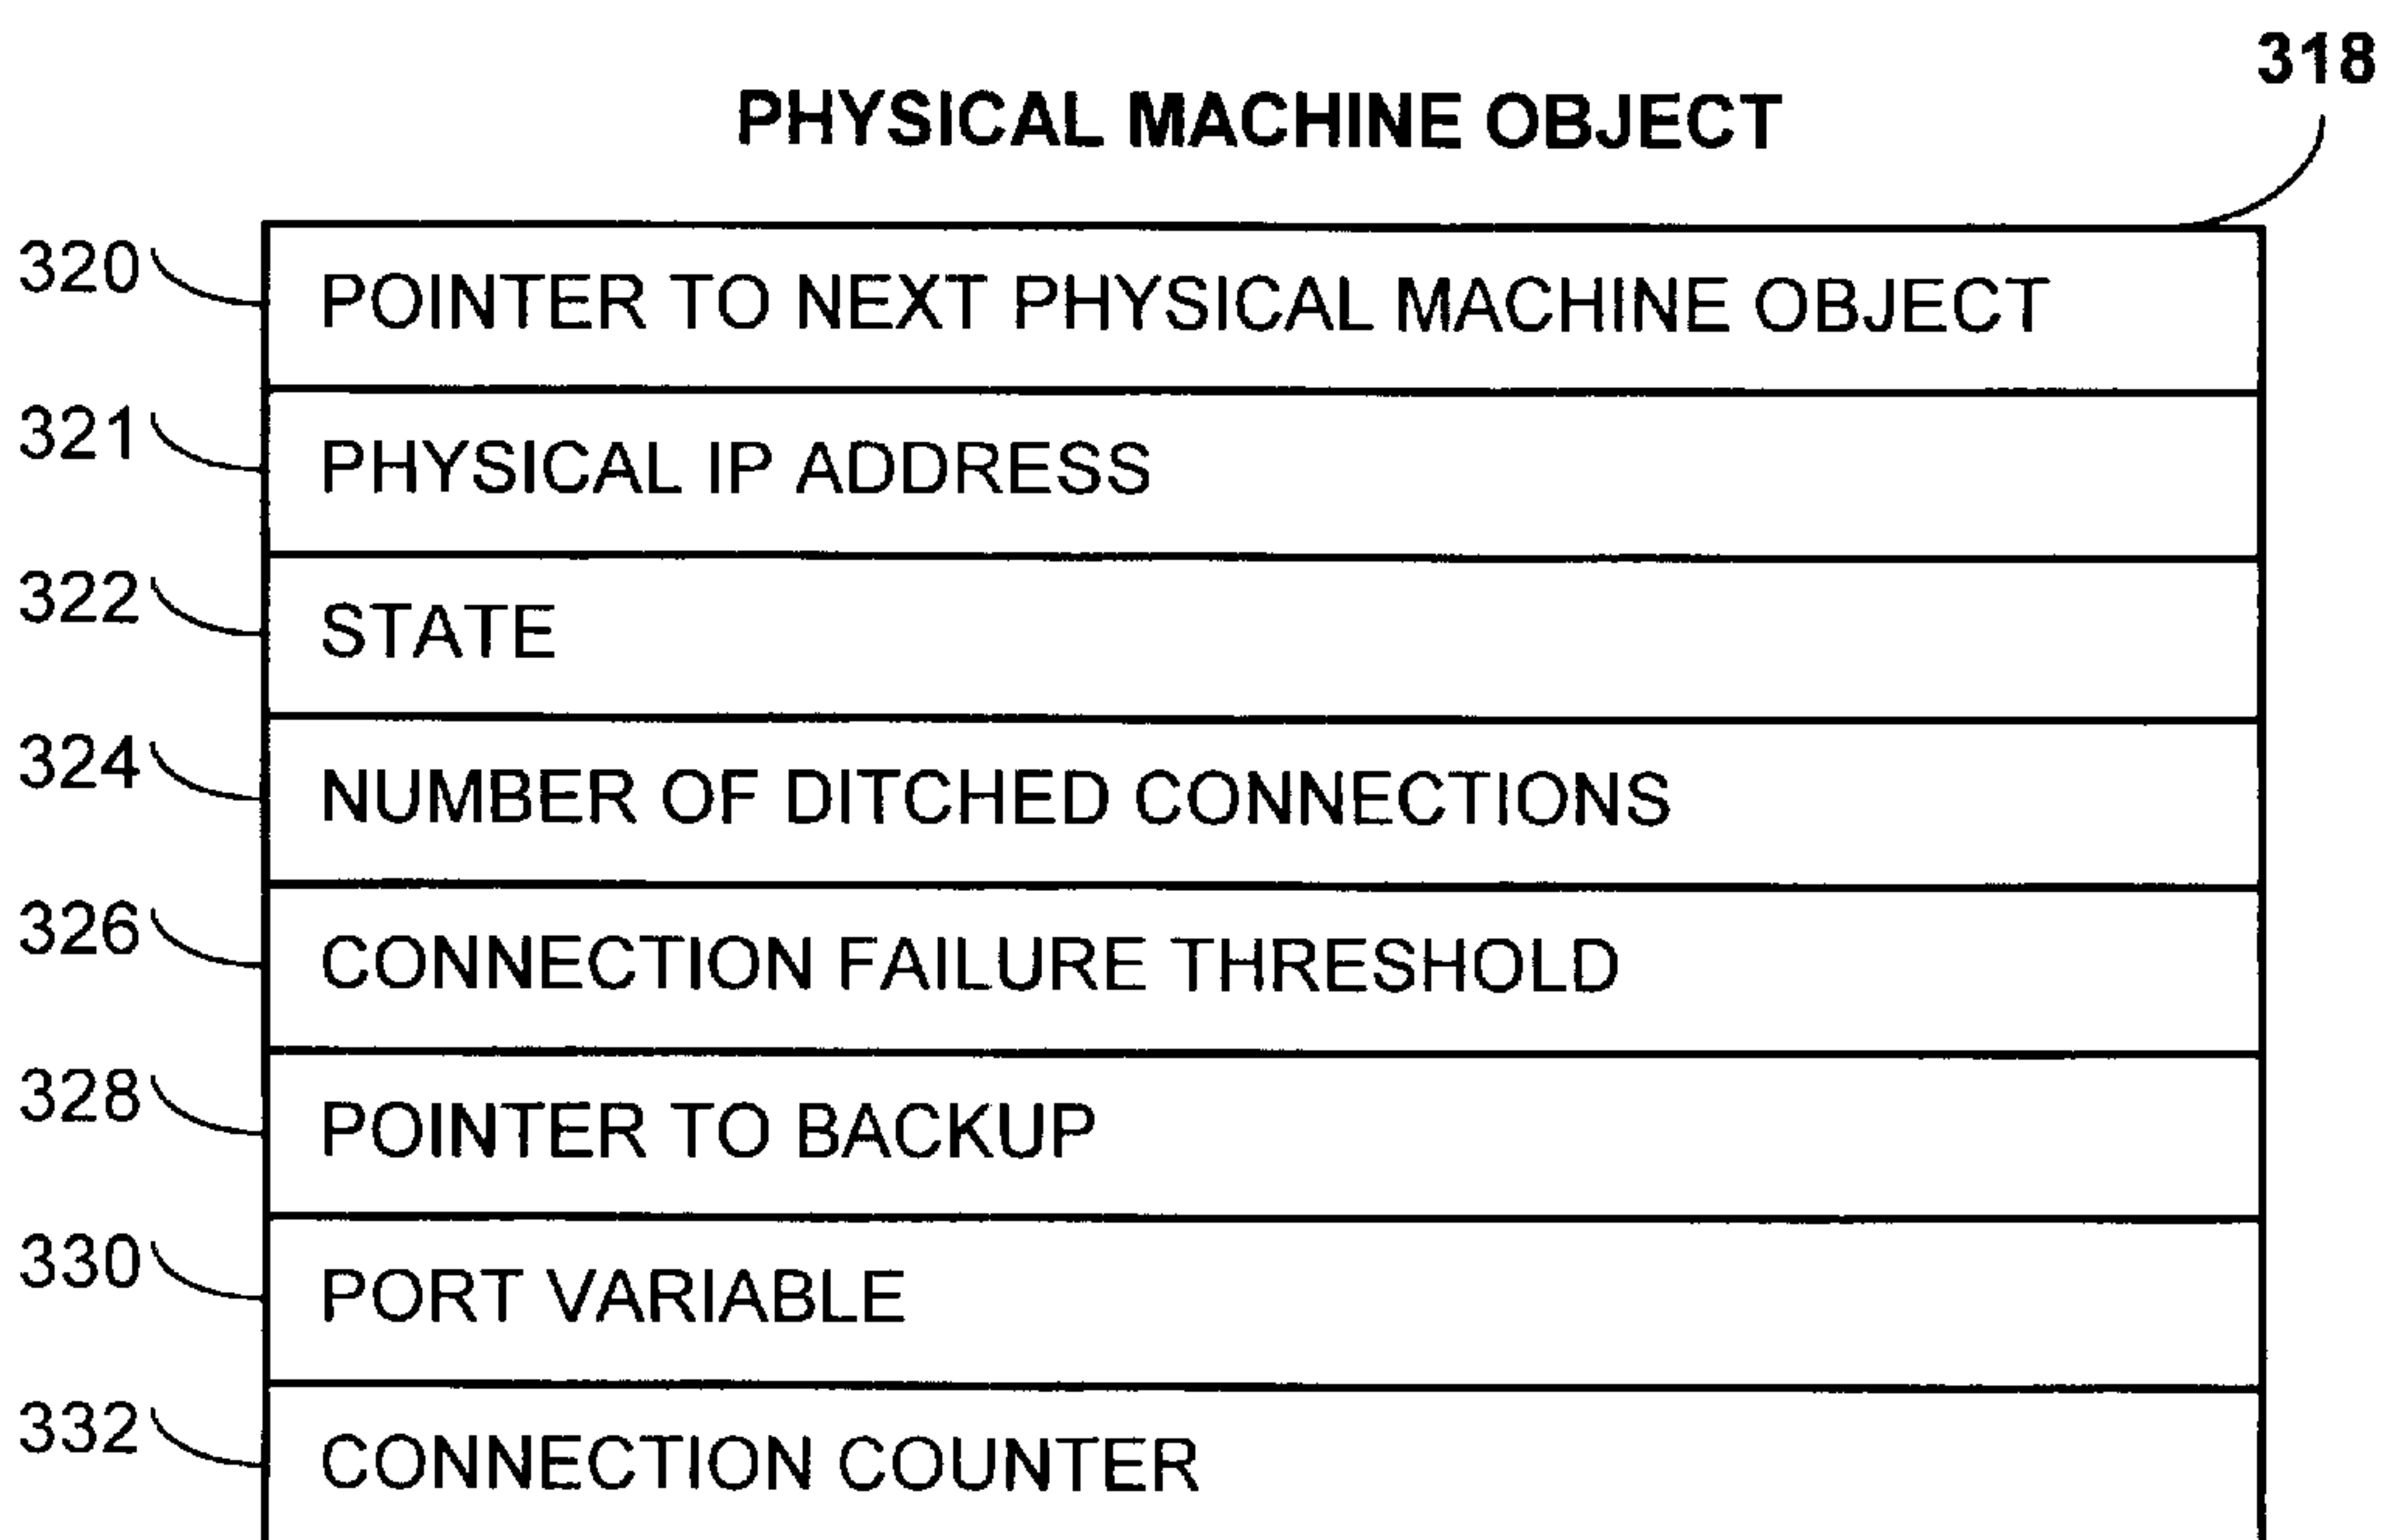 318
PHYSICAL MACHINE OBJECT
320 POINTER TO NEXT PHYSICAL MACHINE OBJECT
321 PHYSICAL IP ADDRESS
322 STATE
324 NUMBER OF DITCHED CONNECTIONS
326 CONNECTION FAILURE THRESHOLD
328 POINTER TO BACKUP
330 PORT VARIABLE
332 CONNECTION COUNTER